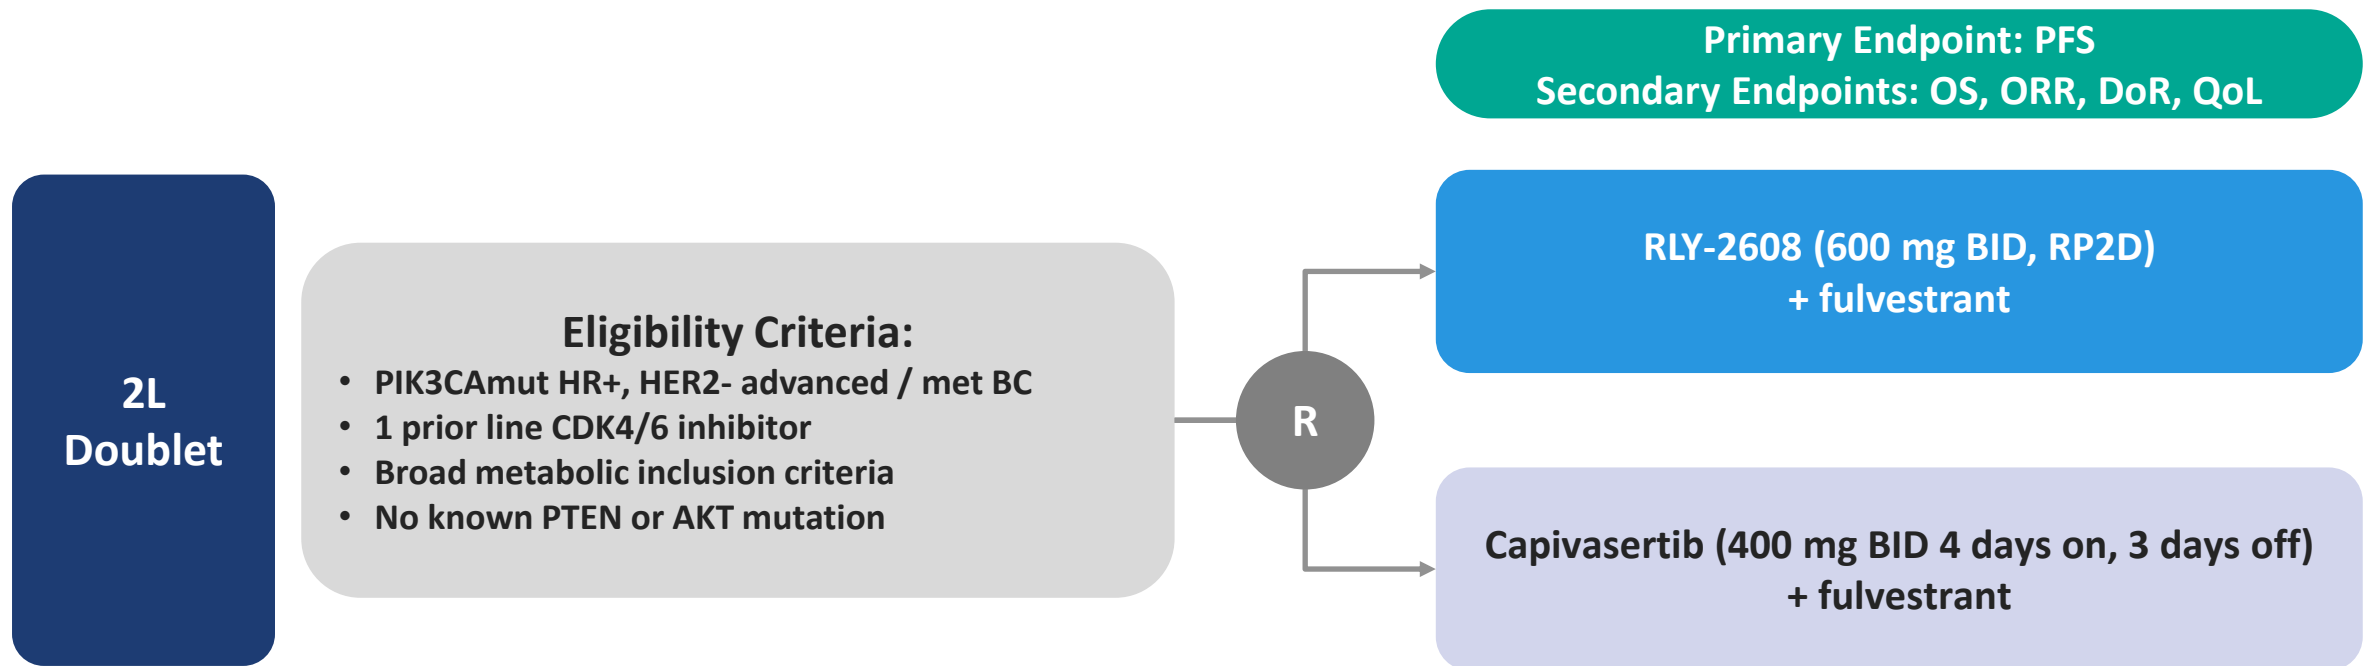 Primary Endpoint: PFS
Secondary Endpoints: OS, ORR, DoR, QoL
2L
Doublet
Eligibility Criteria:
• PIK3CAmut HR+, HER2- advanced / met BC
• 1 prior line CDK4/6 inhibitor
• Broad metabolic inclusion criteria
• No known PTEN or AKT mutation
R
RLY-2608 (600 mg BID, RP2D)
+ fulvestrant
Capivasertib (400 mg BID 4 days on, 3 days off)
+ fulvestrant